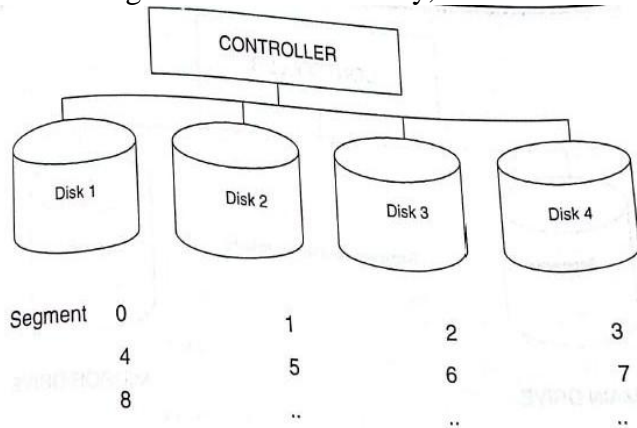 CONTROLLER
Disk 1 Disk 2 Disk 3 Disk 4
Segment 0 1 2 3
4 5 6 7
8 .. .. ..